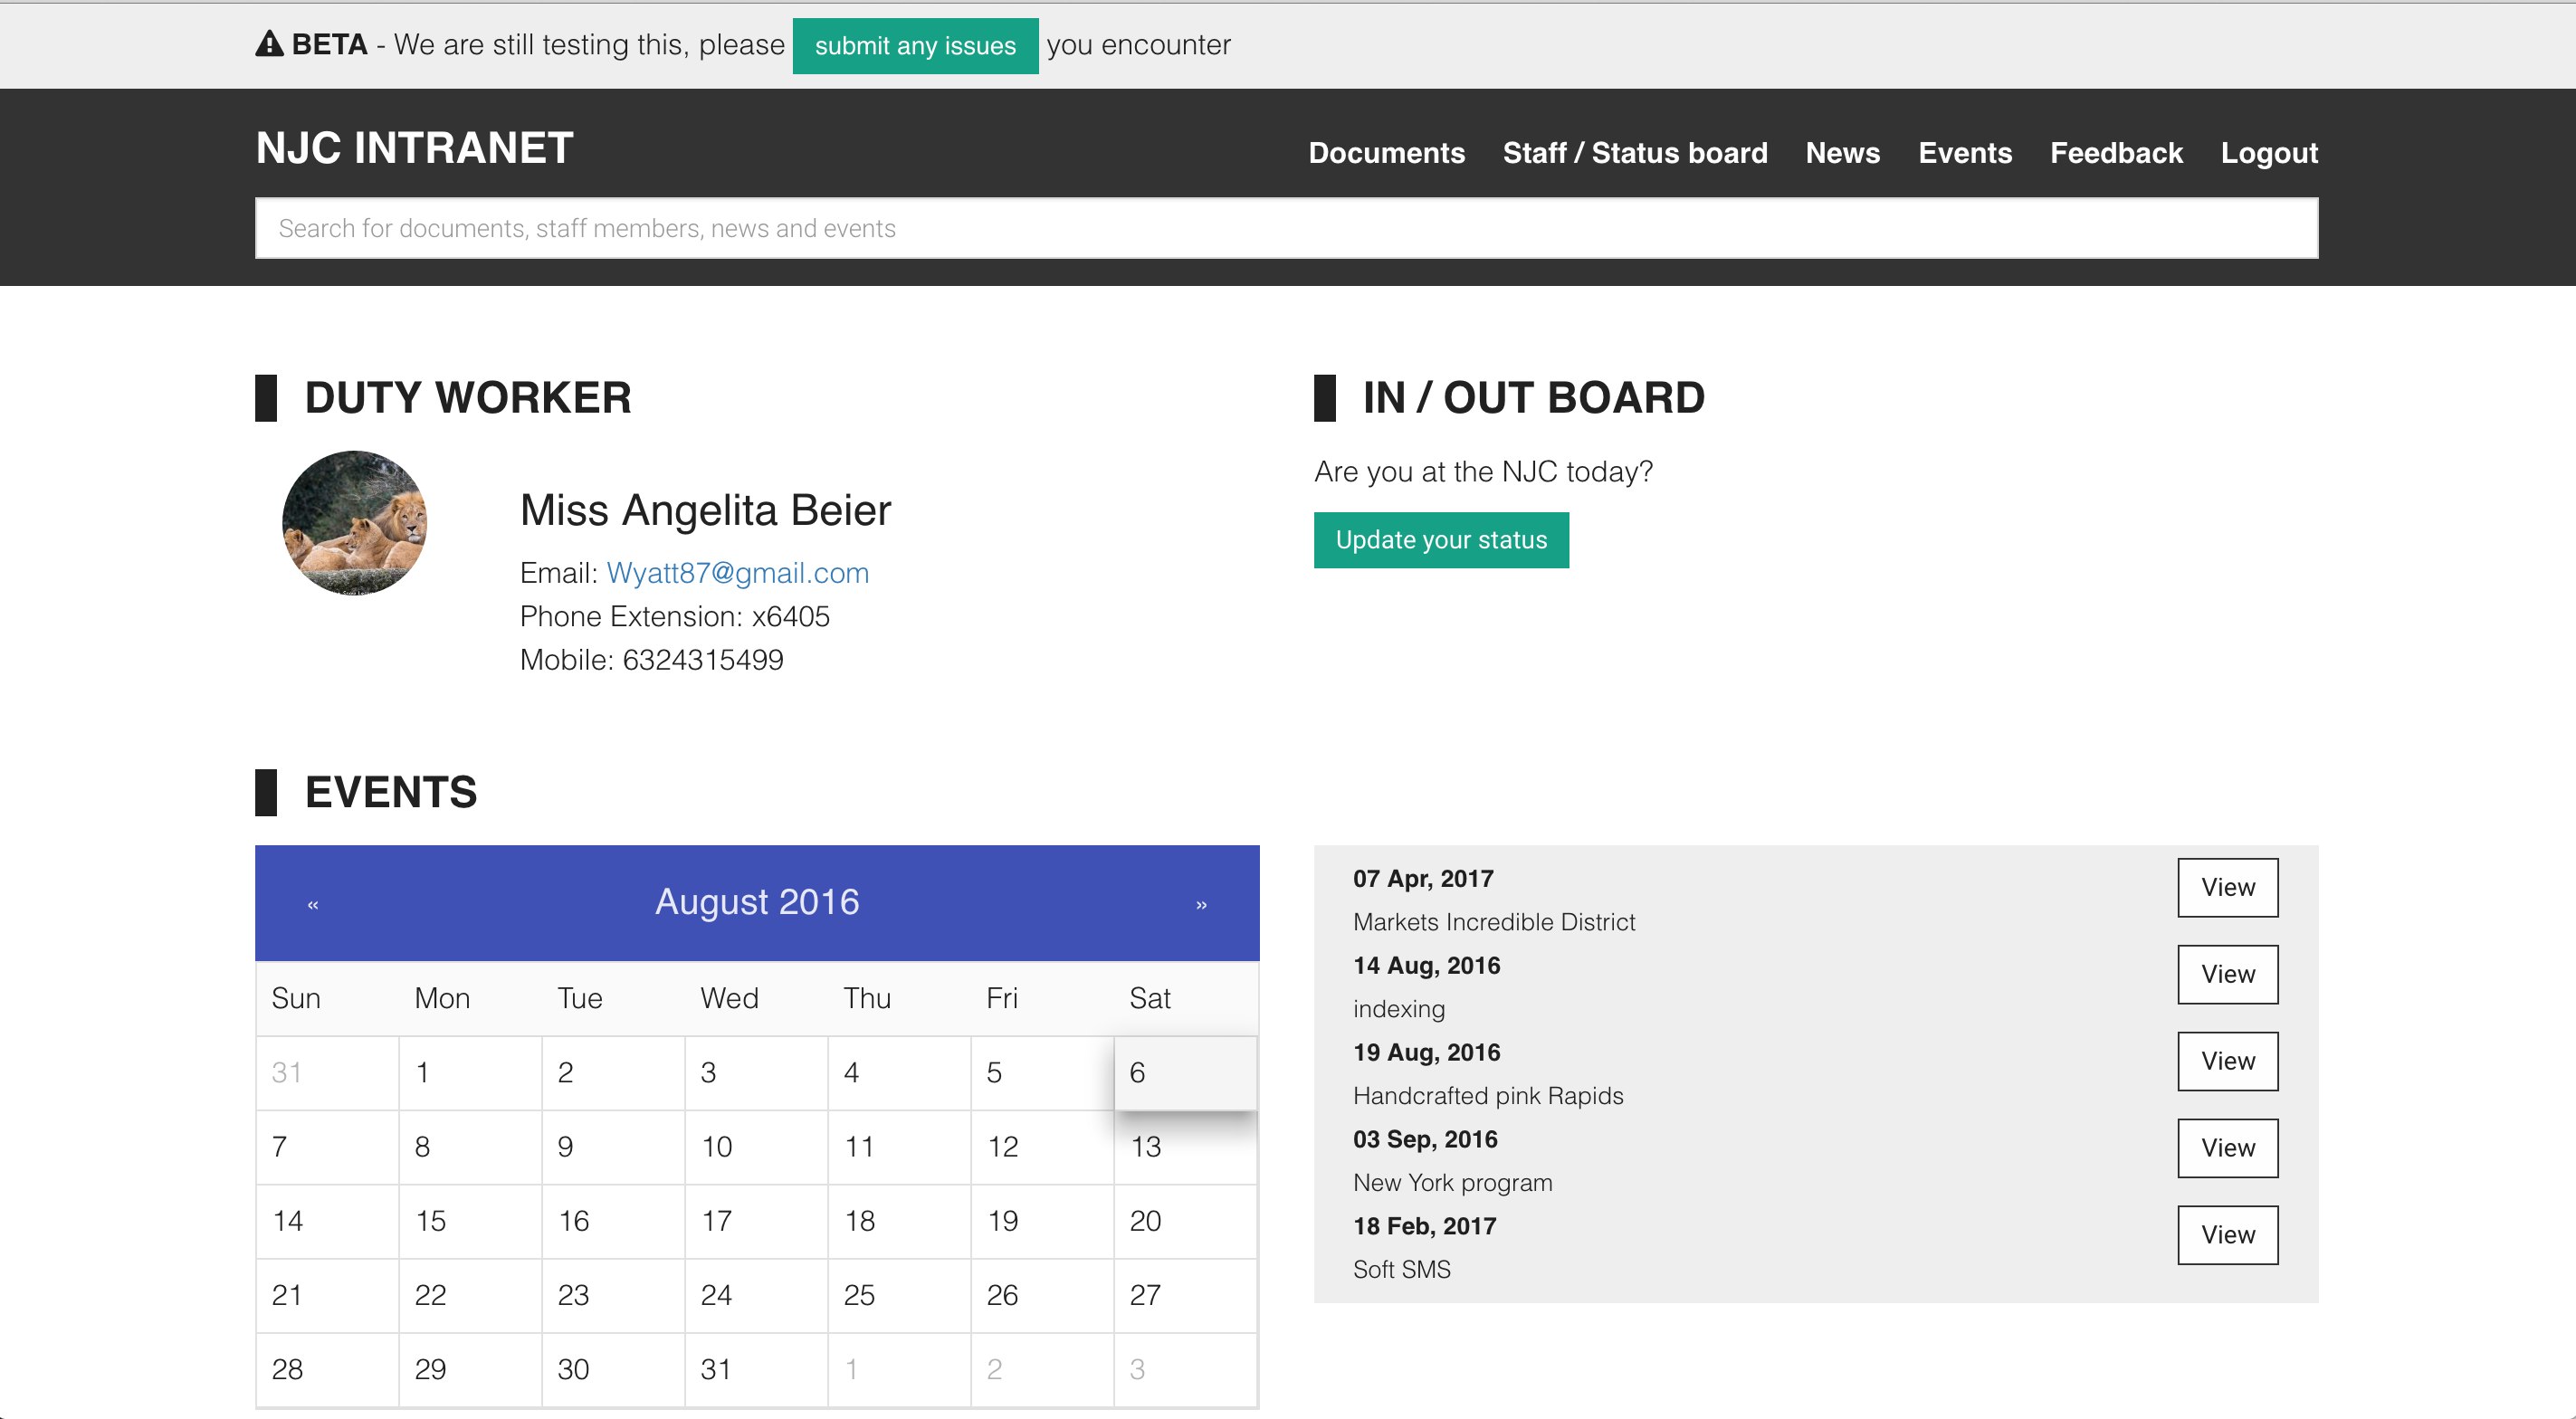 BETA - We are still testing this, please submit any issues you encounter
NJC INTRANET
Documents Staff / Status board News Events Feedback Logout
Search for documents, staff members, news and events
DUTY WORKER
Miss Angelita Beier
Email: Wyatt87@gmail.com
Phone Extension: x6405
Mobile: 6324315499
IN / OUT BOARD
Are you at the NJC today?
Update your status
EVENTS
« August 2016 »
Sun Mon Tue Wed Thu Fri Sat
31 1 2 3 4 5 6
7 8 9 10 11 12 13
14 15 16 17 18 19 20
21 22 23 24 25 26 27
28 29 30 31 1 2 3
07 Apr, 2017
View
Markets Incredible District
14 Aug, 2016
View
indexing
19 Aug, 2016
View
Handcrafted pink Rapids
03 Sep, 2016
View
New York program
18 Feb, 2017
View
Soft SMS